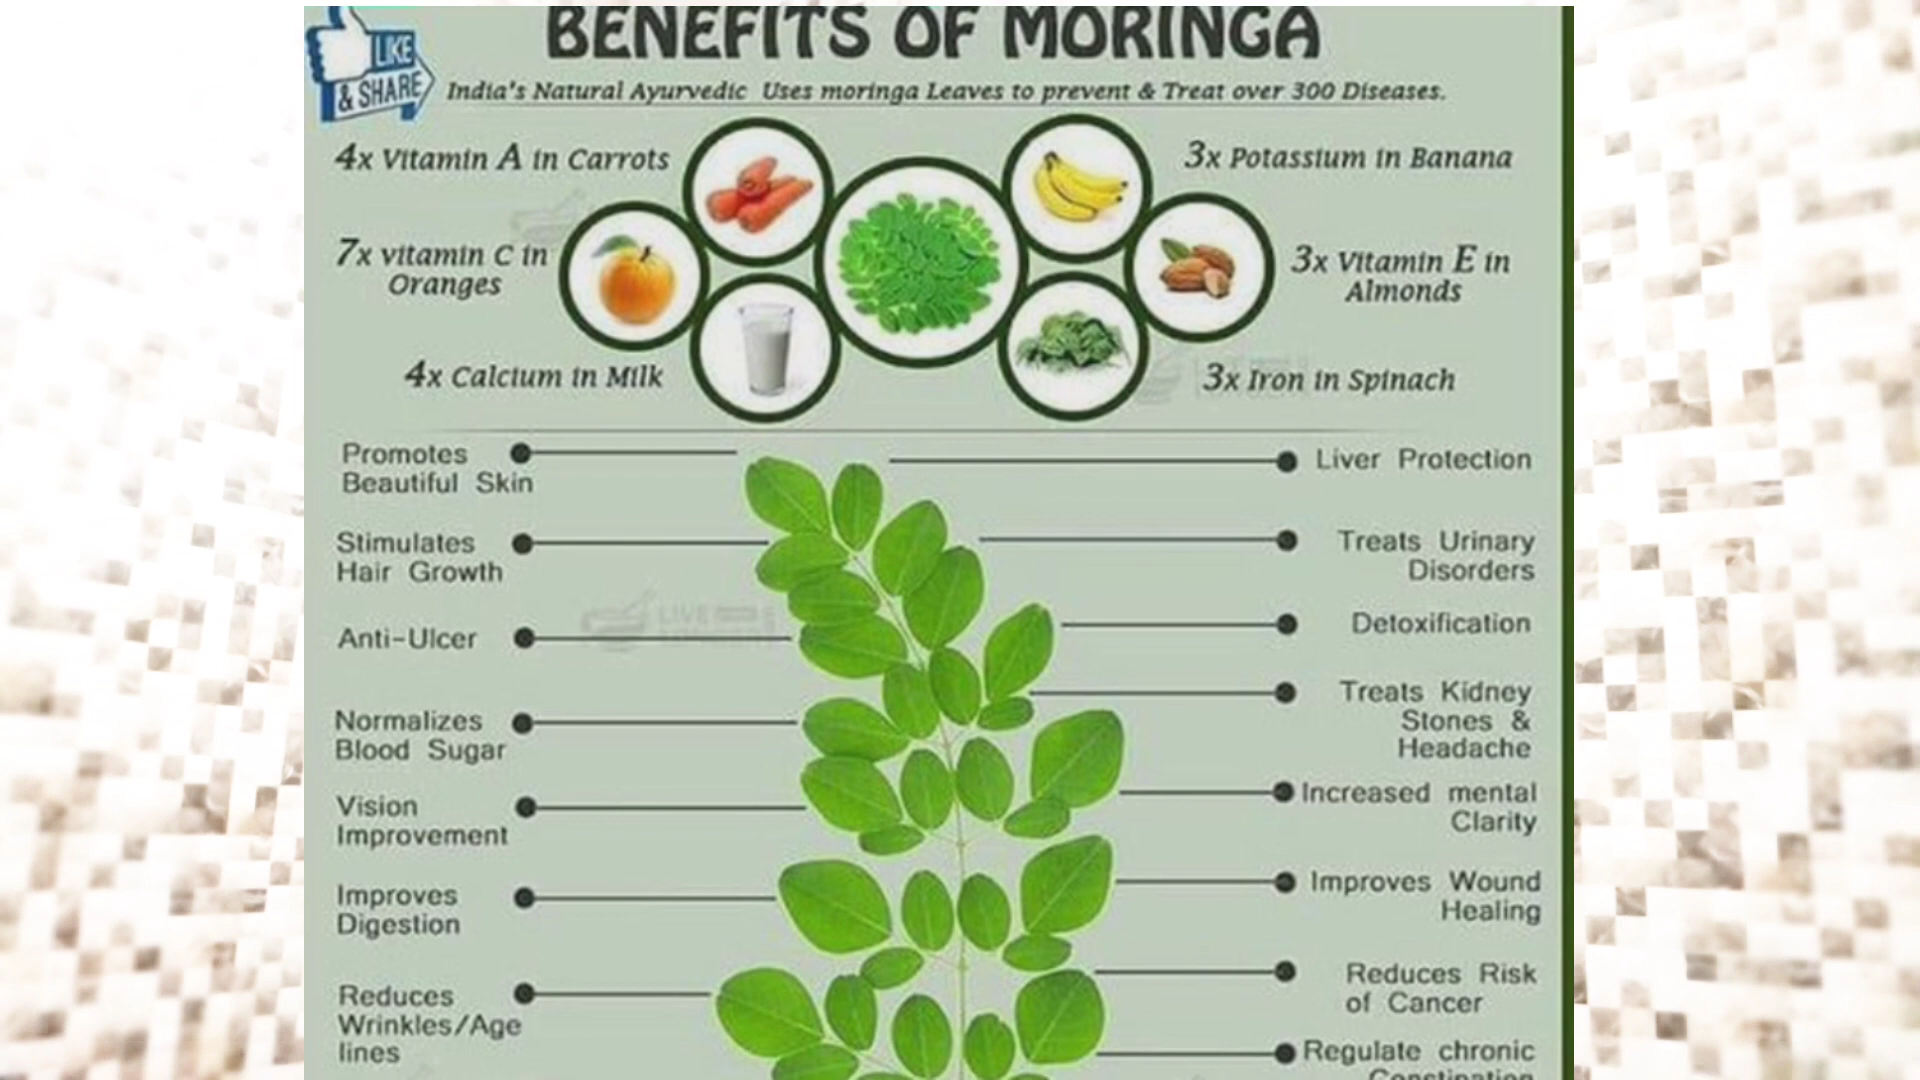 LIKE
& SHARE
BENEFITS OF MORINGA
India's Natural Ayurvedic Uses moringa Leaves to prevent & Treat over 300 Diseases.
4x Vitamin A in Carrots
3x Potassium in Banana
7x vitamin C in
Oranges
3x Vitamin E in
Almonds
4x Calcium in Milk
3x Iron in Spinach
Promotes
Beautiful Skin
Liver Protection
Stimulates
Hair Growth
Treats Urinary
Disorders
Anti-Ulcer
Detoxification
Normalizes
Blood Sugar
Treats Kidney
Stones &
Headache
Vision
Improvement
Increased mental
Clarity
Improves
Digestion
Improves Wound
Healing
Reduces
Wrinkles/Age
lines
Reduces Risk
of Cancer
Regulate chronic
Constipation
LIVE